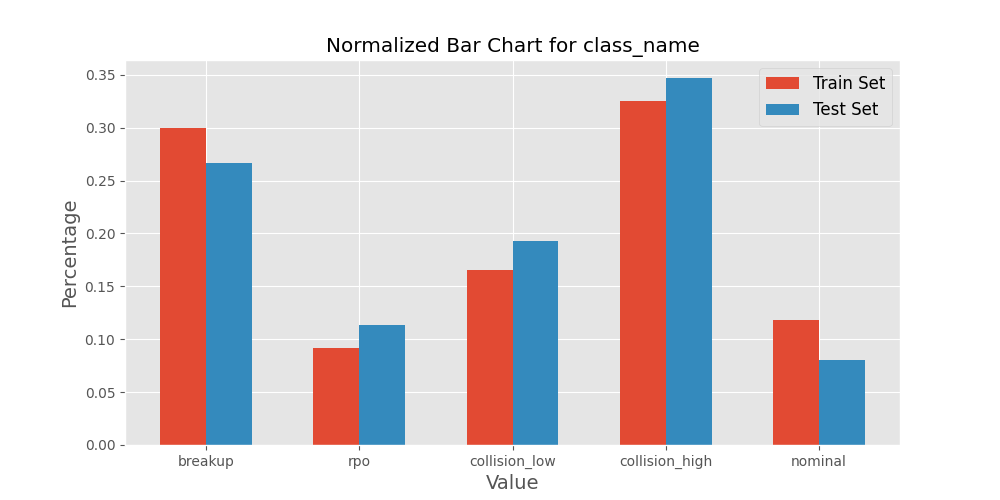 Normalized Bar Chart for class_name
Train Set
Test Set
Percentage
0.35
0.30
0.25
0.20
0.15
0.10
0.05
0.00
breakup
rpo
collision_low
collision_high
nominal
Value